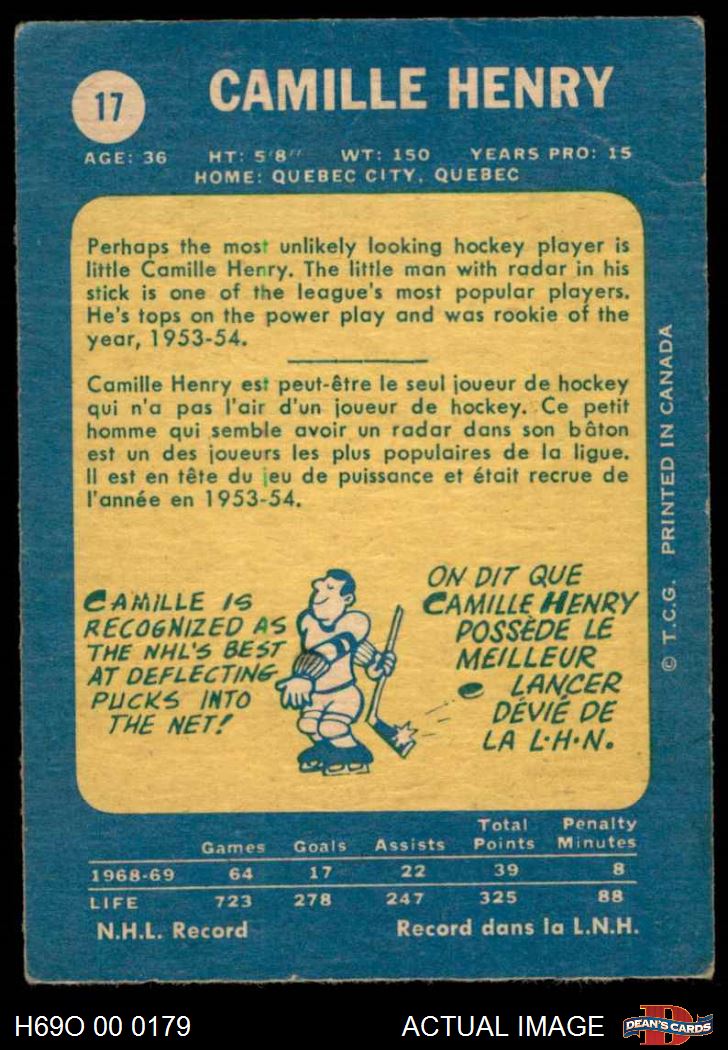 17
CAMILLE HENRY
AGE: 36 HT: 5'8" WT: 150 YEARS PRO: 15
HOME: QUEBEC CITY, QUEBEC
Perhaps the most unlikely looking hockey player is
little Camille Henry. The little man with radar in his
stick is one of the league's most popular players.
He's tops on the power play and was rookie of the
year, 1953-54.
Camille Henry est peut-être le seul joueur de hockey
qui n'a pas l'air d'un joueur de hockey. Ce petit
homme qui semble avoir un radar dans son bâton
est un des joueurs les plus populaires de la ligue.
Il est en tête du jeu de puissance et était recrue de
l'année en 1953-54.
CAMILLE IS
RECOGNIZED AS
THE NHL'S BEST
AT DEFLECTING
PUCKS INTO
THE NET!
ON DIT QUE
CAMILLE HENRY
POSSÈDE LE
MEILLEUR
LANCER
DÉVIÉ DE
LA L·H·N.
© T.C.G. PRINTED IN CANADA
Games Goals Assists Total Points Penalty Minutes
1968-69 64 17 22 39 8
LIFE 723 278 247 325 88
N.H.L. Record Record dans la L.N.H.
H69O 00 0179 ACTUAL IMAGE
D
DEAN'S CARDS